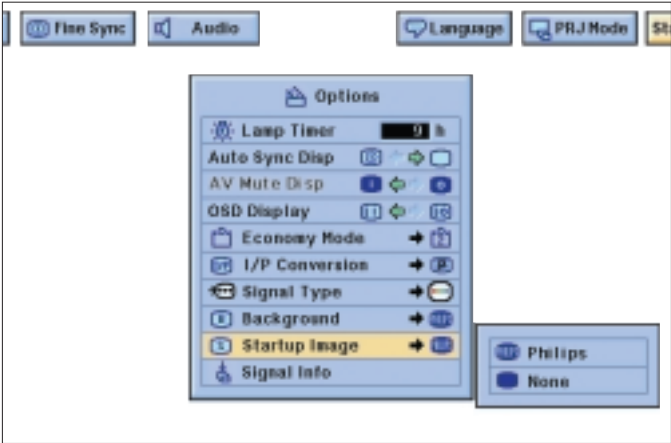 Fine Sync
Audio
Language
PRJ Mode
Sta
Options
Lamp Timer 9 h
Auto Sync Disp
AV Mute Disp
OSD Display
Economy Mode
I/P Conversion
Signal Type
Background
Startup Image
Signal Info
Philips
None